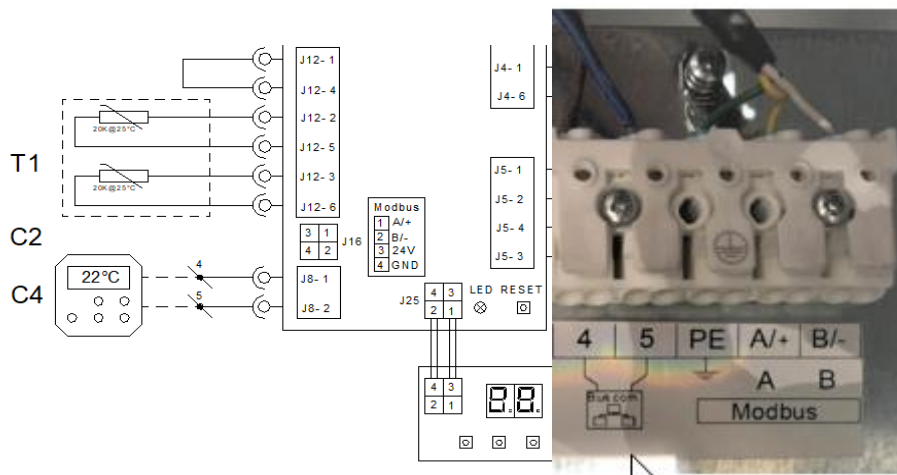 J12-1
J12-4
20K@25°C
J12-2
T1
J12-5
20K@25°C
J12-3
J12-6
C2
3 1
4 2
J16
Modbus
1 A/+
2 B/-
3 24V
4 GND
C4
22°C
4
J8-1
5
J8-2
J4-1
J4-6
J5-1
J5-2
J5-4
J5-3
J25
4 3
2 1
LED RESET
4 3
2 1
8.8.
4 5 PE A/+ B/-
Bus com.
A B
Modbus